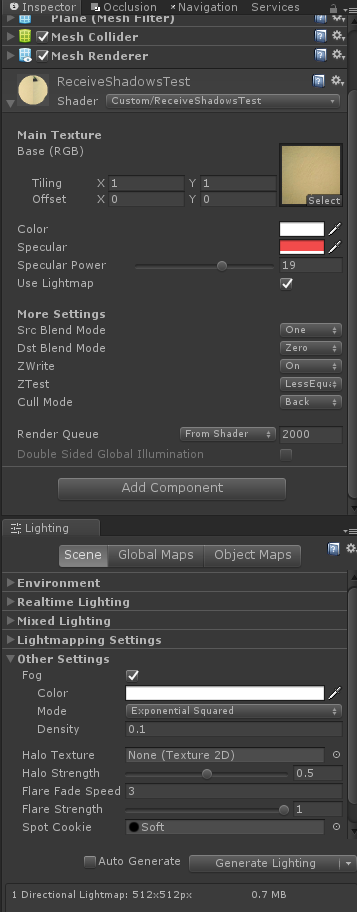 Inspector Occlusion Navigation Services
Plane (Mesh Filter)
Mesh Collider
Mesh Renderer
ReceiveShadowsTest
Shader Custom/ReceiveShadowsTest
Main Texture
Base (RGB)
Tiling X 1 Y 1
Offset X 0 Y 0
Select
Color
Specular
Specular Power 19
Use Lightmap
More Settings
Src Blend Mode One
Dst Blend Mode Zero
ZWrite On
ZTest LessEqua
Cull Mode Back
Render Queue From Shader 2000
Double Sided Global Illumination
Add Component
Lighting
Scene Global Maps Object Maps
Environment
Realtime Lighting
Mixed Lighting
Lightmapping Settings
Other Settings
Fog
Color
Mode Exponential Squared
Density 0.1
Halo Texture None (Texture 2D)
Halo Strength 0.5
Flare Fade Speed 3
Flare Strength 1
Spot Cookie Soft
Auto Generate Generate Lighting
1 Directional Lightmap: 512x512px 0.7 MB